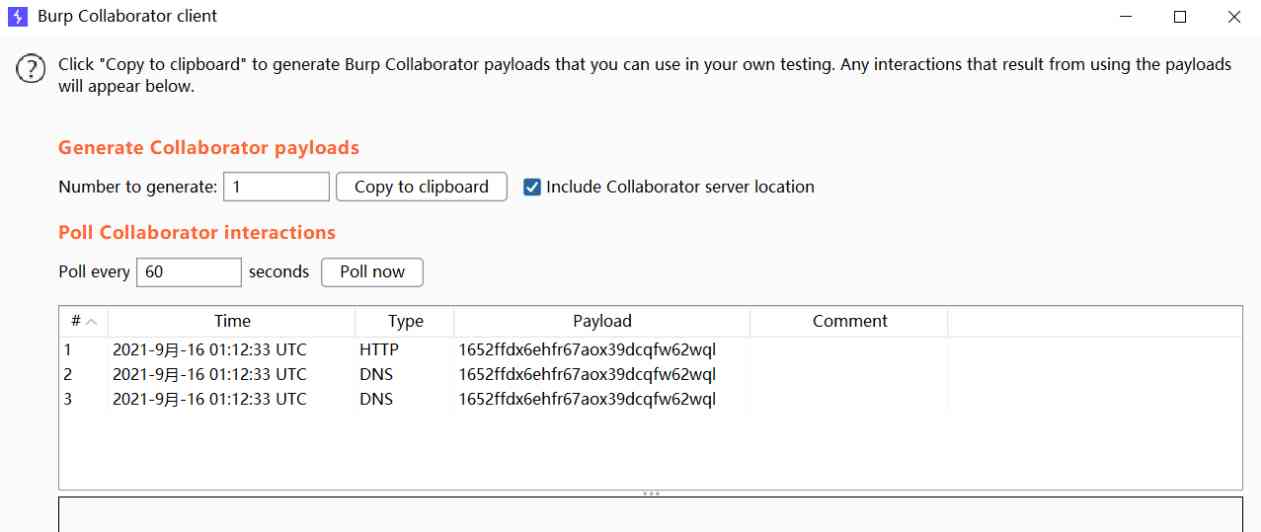 Burp Collaborator client
Click "Copy to clipboard" to generate Burp Collaborator payloads that you can use in your own testing. Any interactions that result from using the payloads
will appear below.
Generate Collaborator payloads
Number to generate: 1 Copy to clipboard Include Collaborator server location
Poll Collaborator interactions
Poll every 60 seconds Poll now
# Time Type Payload Comment
1 2021-9月-16 01:12:33 UTC HTTP 1652ffdx6ehfr67aox39dcqfw62wql
2 2021-9月-16 01:12:33 UTC DNS 1652ffdx6ehfr67aox39dcqfw62wql
3 2021-9月-16 01:12:33 UTC DNS 1652ffdx6ehfr67aox39dcqfw62wql